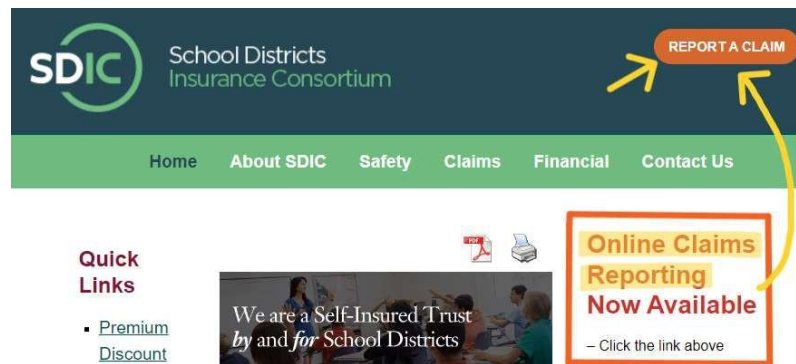 SDIC
School Districts
Insurance Consortium
REPORT A CLAIM
Home About SDIC Safety Claims Financial Contact Us
Quick
Links
▪ Premium
Discount
PDF
We are a Self-Insured Trust
by and for School Districts
Online Claims
Reporting
Now Available
– Click the link above